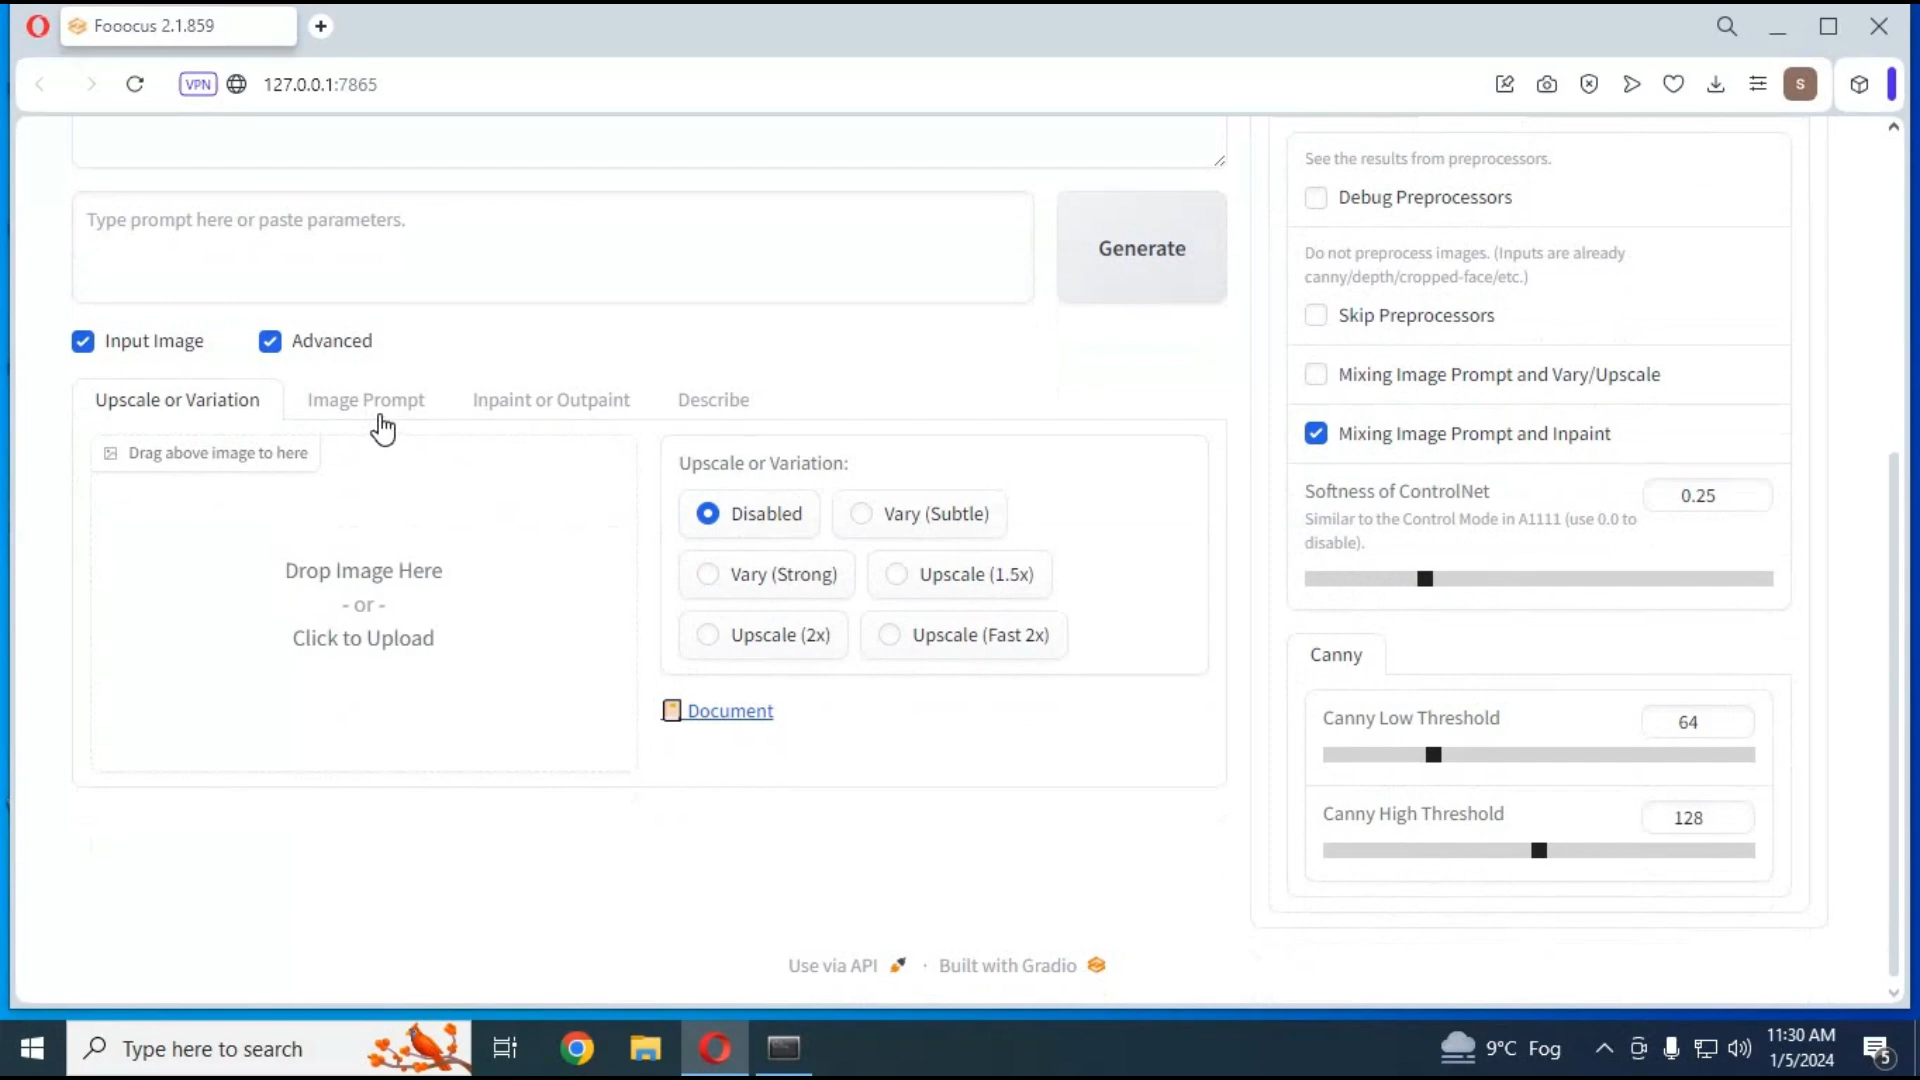 Fooocus 2.1.859
VPN
127.0.0.1:7865
S
Type prompt here or paste parameters.
Generate
Input Image
Advanced
Upscale or Variation
Image Prompt
Inpaint or Outpaint
Describe
Drag above image to here
Drop Image Here
- or -
Click to Upload
Upscale or Variation:
Disabled
Vary (Subtle)
Vary (Strong)
Upscale (1.5x)
Upscale (2x)
Upscale (Fast 2x)
Document
See the results from preprocessors.
Debug Preprocessors
Do not preprocess images. (Inputs are already
canny/depth/cropped-face/etc.)
Skip Preprocessors
Mixing Image Prompt and Vary/Upscale
Mixing Image Prompt and Inpaint
Softness of ControlNet
0.25
Similar to the Control Mode in A1111 (use 0.0 to
disable).
Canny
Canny Low Threshold
64
Canny High Threshold
128
Use via API
·
Built with Gradio
Type here to search
9°C Fog
11:30 AM
1/5/2024
5